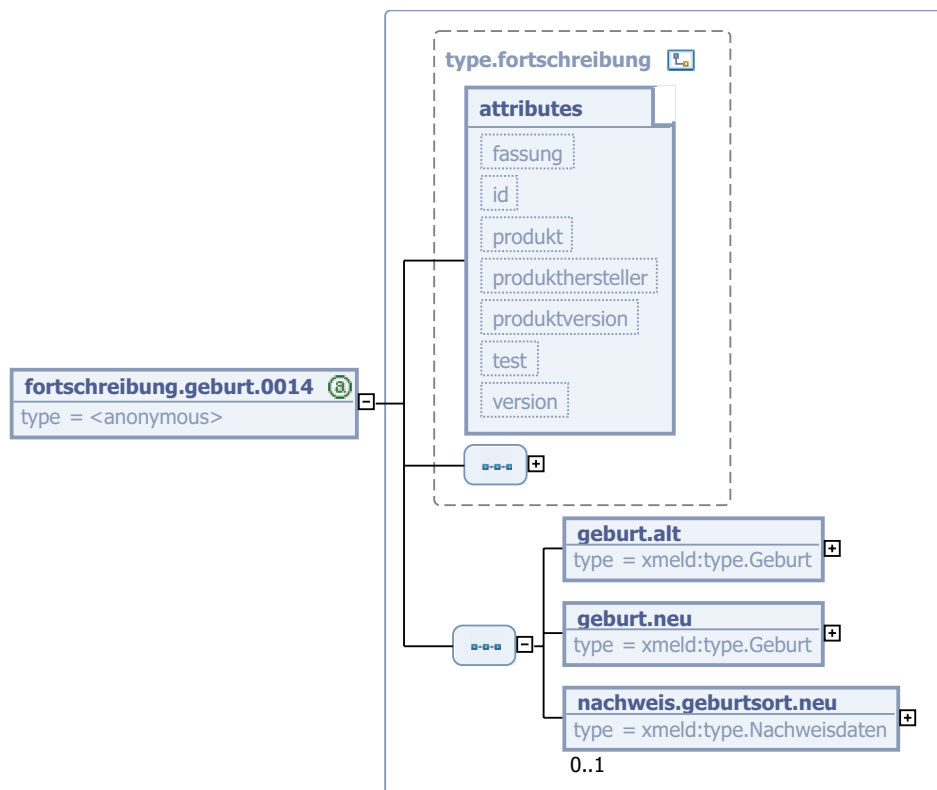 type.fortschreibung
attributes
fassung
id
produkt
produkthersteller
produktversion
test
version
fortschreibung.geburt.0014 a
type = <anonymous>
geburt.alt
type = xmeld:type.Geburt
geburt.neu
type = xmeld:type.Geburt
nachweis.geburtsort.neu
type = xmeld:type.Nachweisdaten
0..1